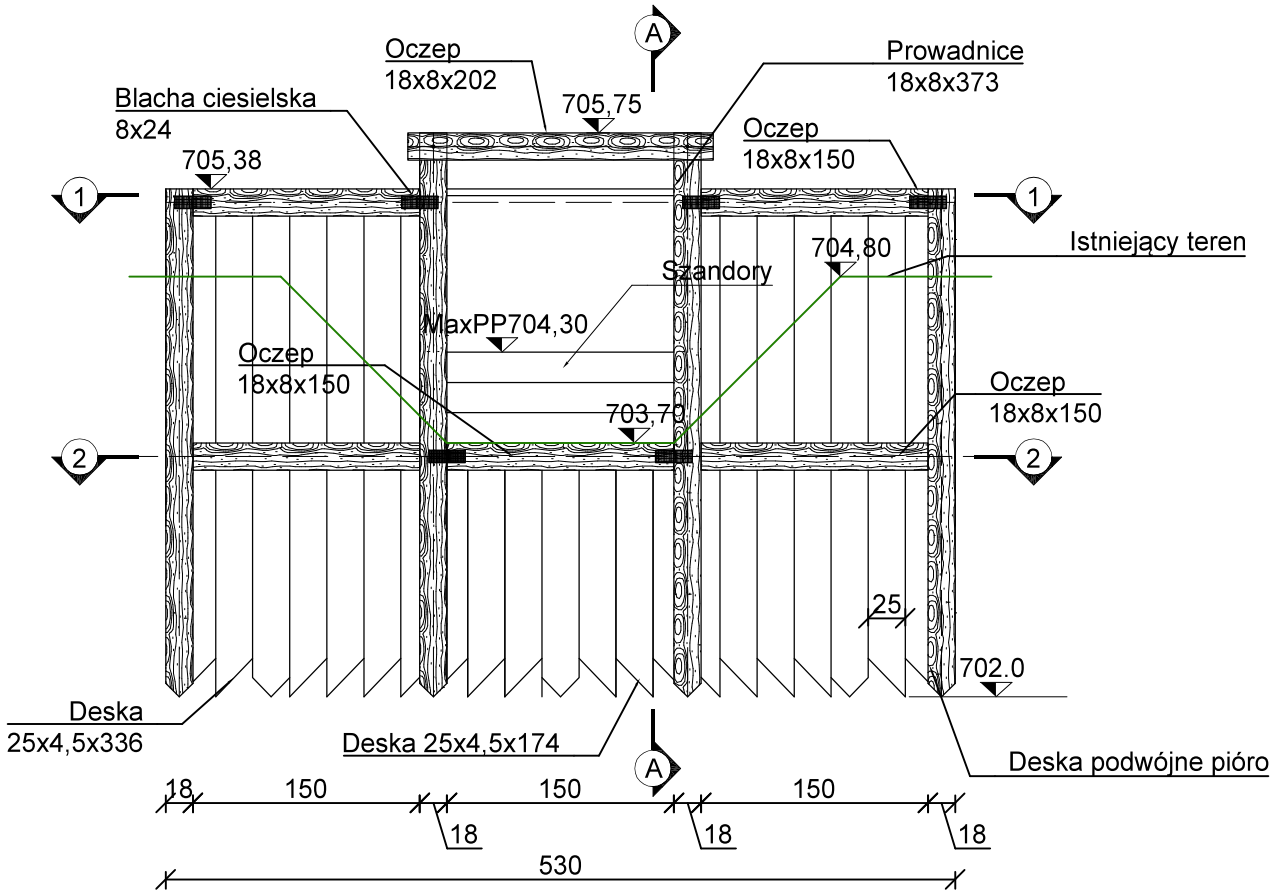 A
Oczep
18x8x202
Prowadnice
18x8x373
Blacha ciesielska
8x24
705,75
Oczep
18x8x150
705,38
1
1
Istniejący teren
704,80
Szandory
MaxPP704,30
Oczep
18x8x150
Oczep
18x8x150
703,70
2
2
25
702.0
Deska
25x4,5x336
Deska 25x4,5x174
Deska podwójne pióro
A
18
150
150
150
18
18
18
530